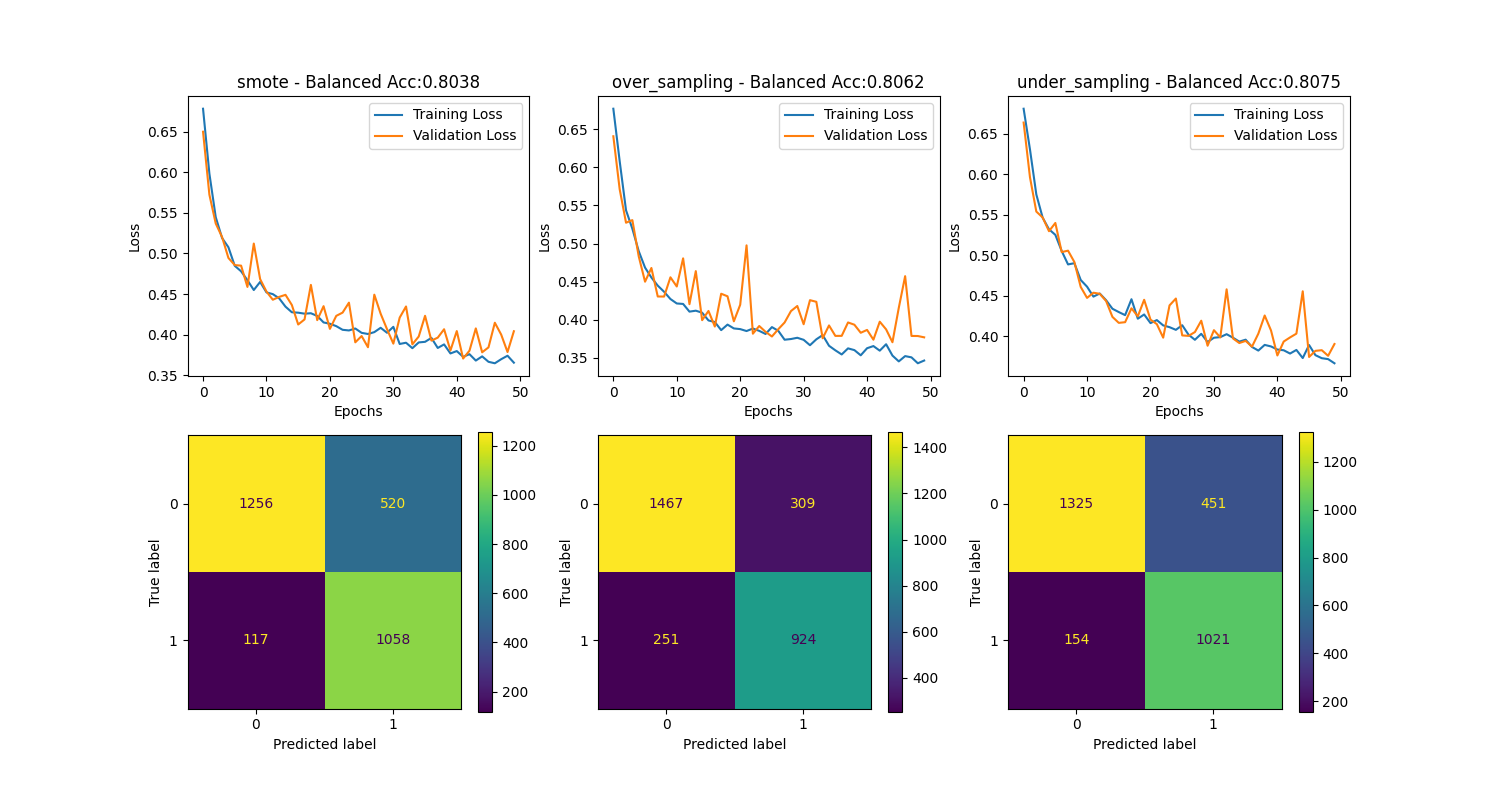 smote - Balanced Acc:0.8038
Training Loss
Validation Loss
0.65
0.60
0.55
0.50
0.45
0.40
0.35
Loss
0 10 20 30 40 50
Epochs
over_sampling - Balanced Acc:0.8062
Training Loss
Validation Loss
0.65
0.60
0.55
0.50
0.45
0.40
0.35
Loss
0 10 20 30 40 50
Epochs
under_sampling - Balanced Acc:0.8075
Training Loss
Validation Loss
0.65
0.60
0.55
0.50
0.45
0.40
Loss
0 10 20 30 40 50
Epochs
True label
0 1256 520
1 117 1058
0 1
Predicted label
1200
1000
800
600
400
200
True label
0 1467 309
1 251 924
0 1
Predicted label
1400
1200
1000
800
600
400
True label
0 1325 451
1 154 1021
0 1
Predicted label
1200
1000
800
600
400
200